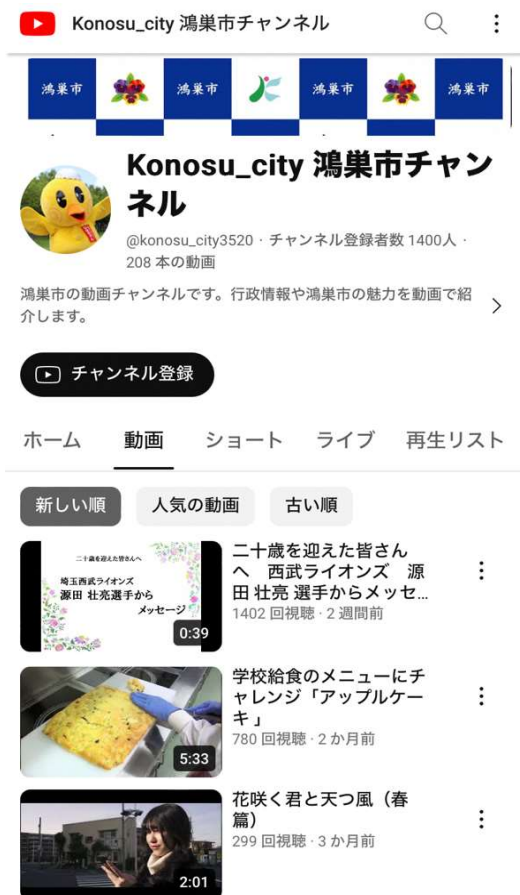 Konosu_city 鴻巣市チャンネル
鴻巣市 鴻巣市 鴻巣市 鴻巣市
Konosu_city 鴻巣市チャン
ネル
@konosu_city3520 · チャンネル登録者数 1400人 ·
208 本の動画
鴻巣市の動画チャンネルです。行政情報や鴻巣市の魅力を動画で紹
介します。
チャンネル登録
ホーム 動画 ショート ライブ 再生リスト
新しい順 人気の動画 古い順
二十歳を迎えた皆さんへ
埼玉西武ライオンズ
源田 壮亮選手から
メッセージ
0:39
二十歳を迎えた皆さん
へ 西武ライオンズ 源
田 壮亮 選手からメッセ...
1402 回視聴 · 2 週間前
5:33
学校給食のメニューにチ
ャレンジ「アップルケー
キ」
780 回視聴 · 2 か月前
2:01
花咲く君と天つ風（春
篇）
299 回視聴 · 3 か月前